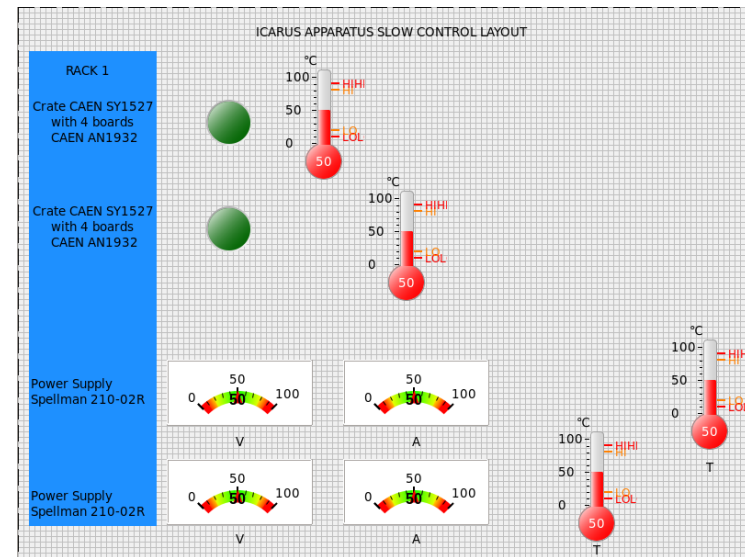 ICARUS APPARATUS SLOW CONTROL LAYOUT
RACK 1
Crate CAEN SY1527
with 4 boards
CAEN AN1932
°C
100
50
0
HIHI
HI
LO
LOL
50
Crate CAEN SY1527
with 4 boards
CAEN AN1932
°C
100
50
0
HIHI
HI
LO
LOL
50
Power Supply
Spellman 210-02R
0
50
100
50
V
0
50
100
50
A
°C
100
50
0
HIHI
HI
LO
LOL
50
T
Power Supply
Spellman 210-02R
0
50
100
50
V
0
50
100
50
A
°C
100
50
0
HIHI
HI
LO
LOL
50
T